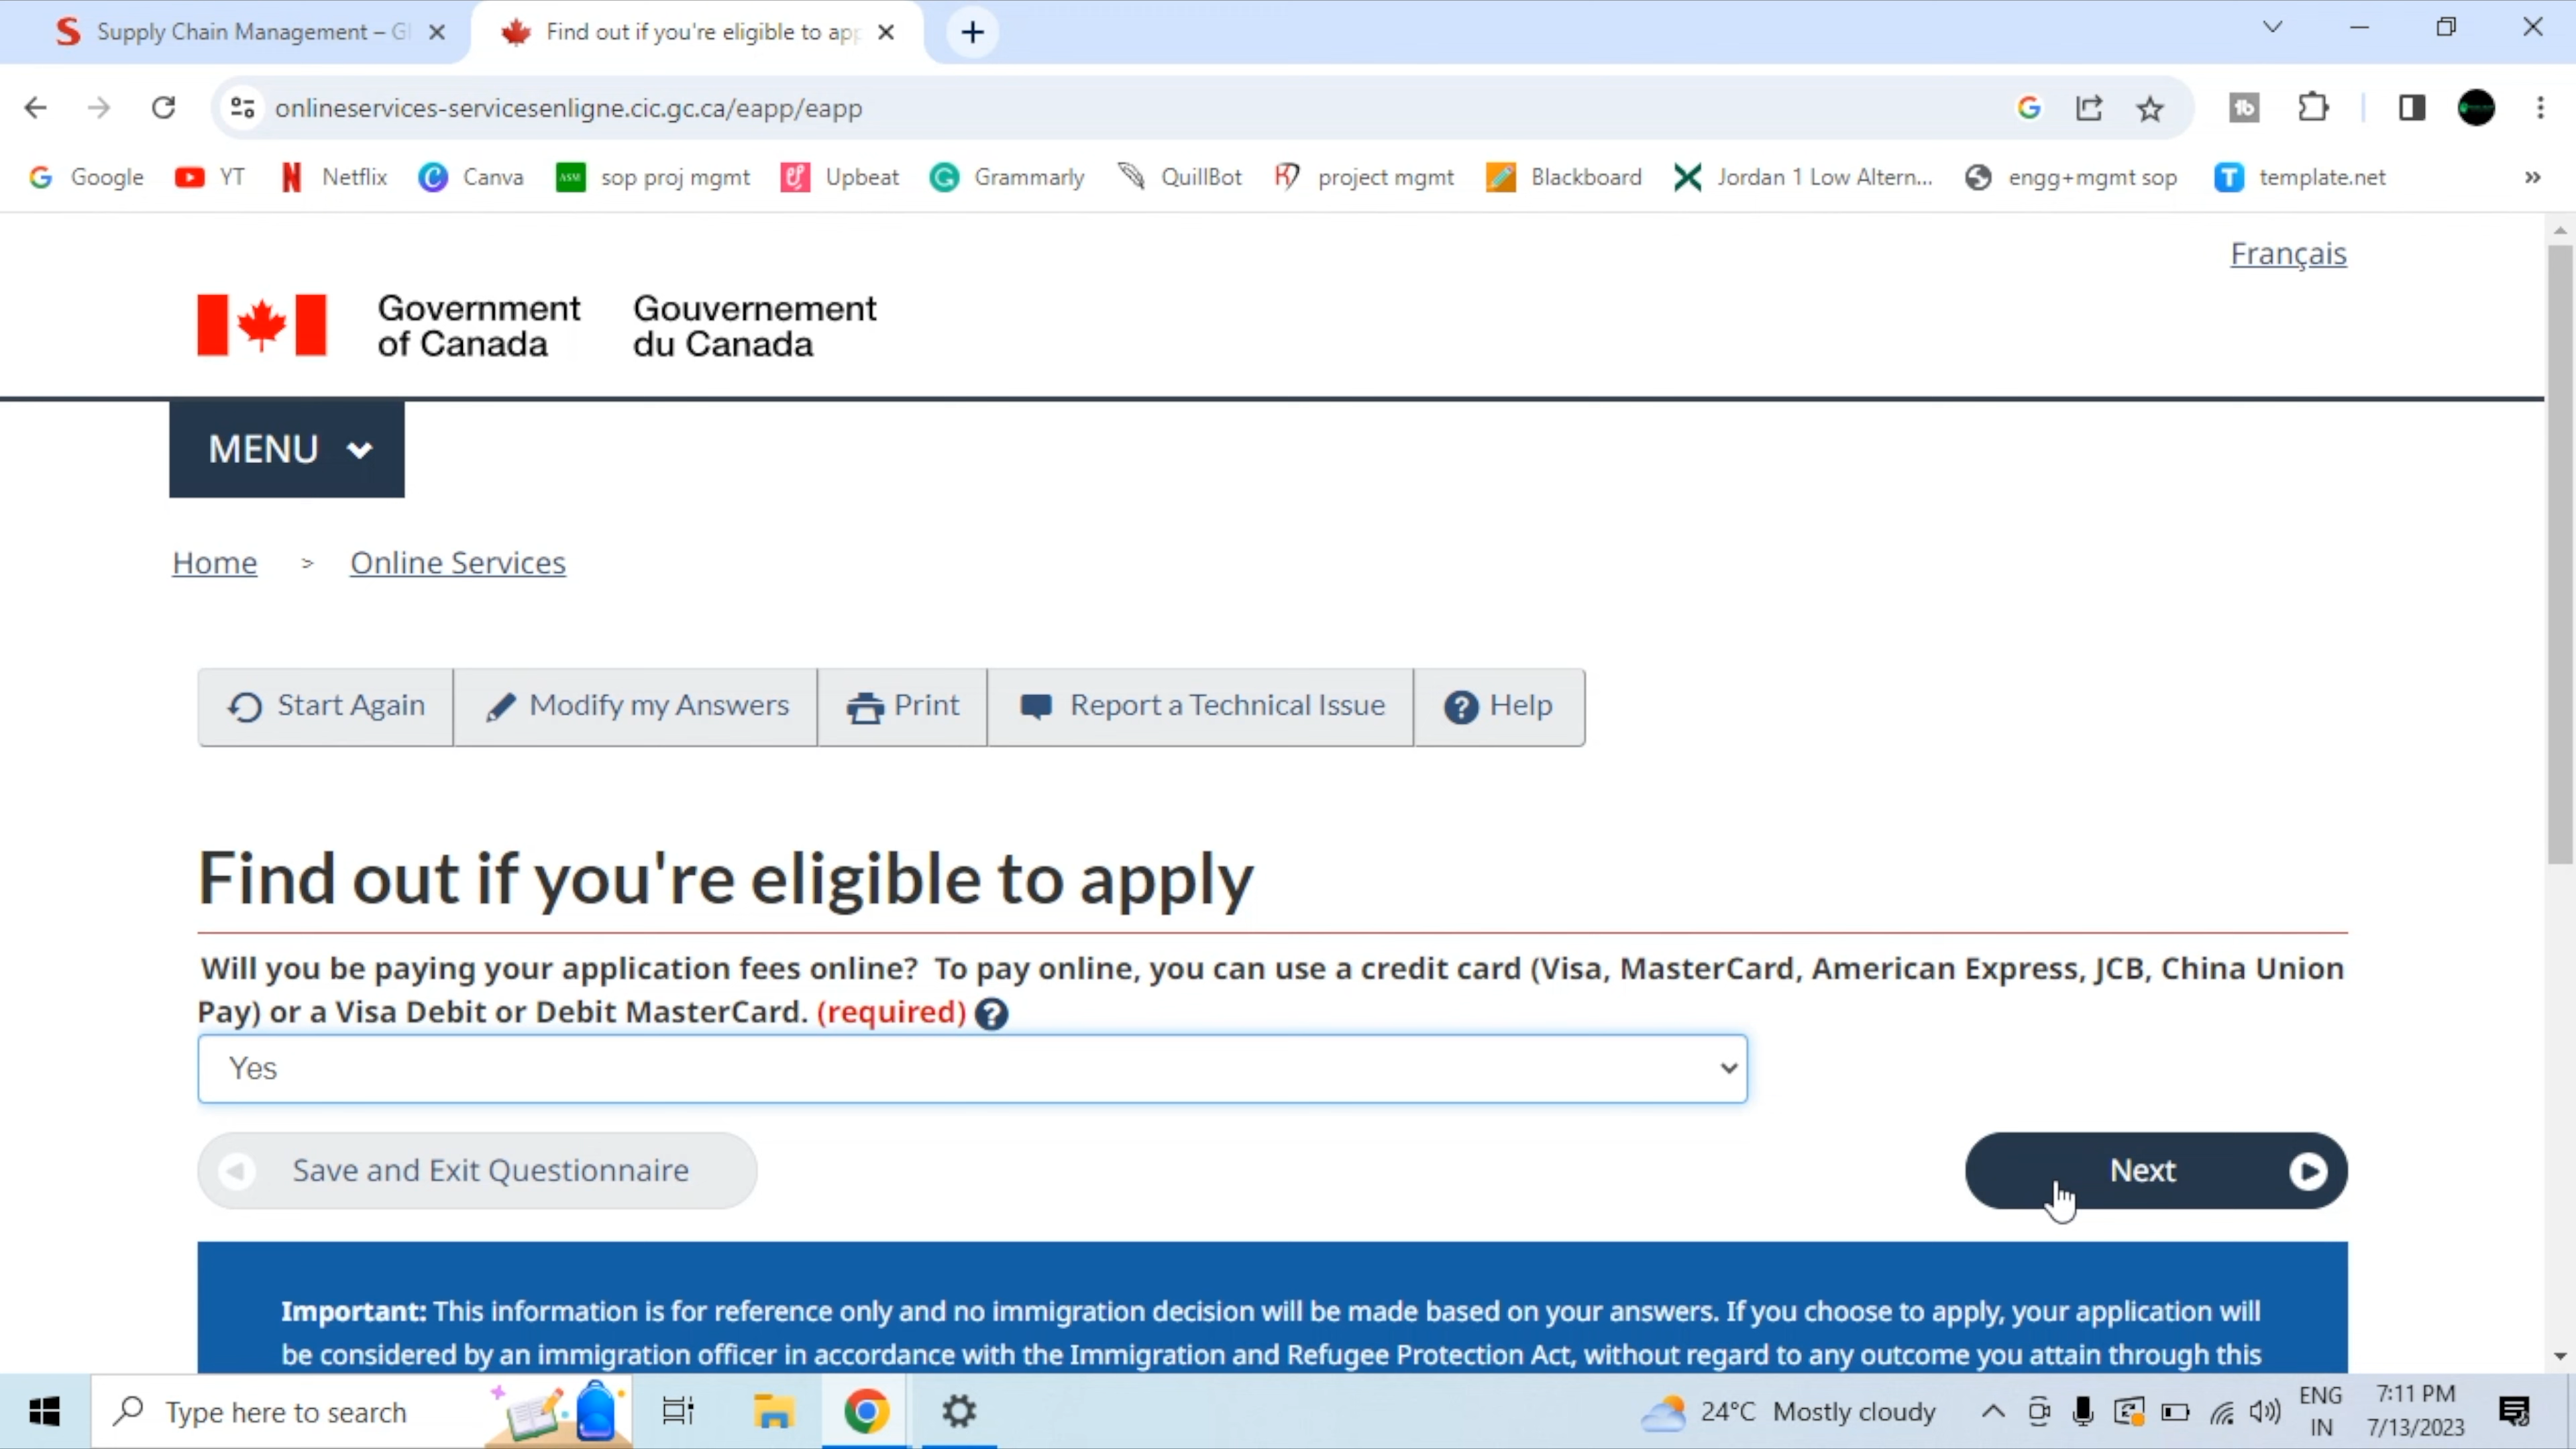 Supply Chain Management – Gl
Find out if you're eligible to app
onlineservices-servicesenligne.cic.gc.ca/eapp/eapp
Google YT Netflix Canva ASM sop proj mgmt Upbeat Grammarly QuillBot project mgmt Blackboard Jordan 1 Low Altern... engg+mgmt sop template.net
Français
Government of Canada
Gouvernement du Canada
MENU
Home > Online Services
Start Again Modify my Answers Print Report a Technical Issue Help
Find out if you're eligible to apply
Will you be paying your application fees online? To pay online, you can use a credit card (Visa, MasterCard, American Express, JCB, China Union
Pay) or a Visa Debit or Debit MasterCard. (required)
Yes
Save and Exit Questionnaire Next
Important: This information is for reference only and no immigration decision will be made based on your answers. If you choose to apply, your application will
be considered by an immigration officer in accordance with the Immigration and Refugee Protection Act, without regard to any outcome you attain through this
Type here to search
24°C Mostly cloudy
ENG
IN
7:11 PM
7/13/2023